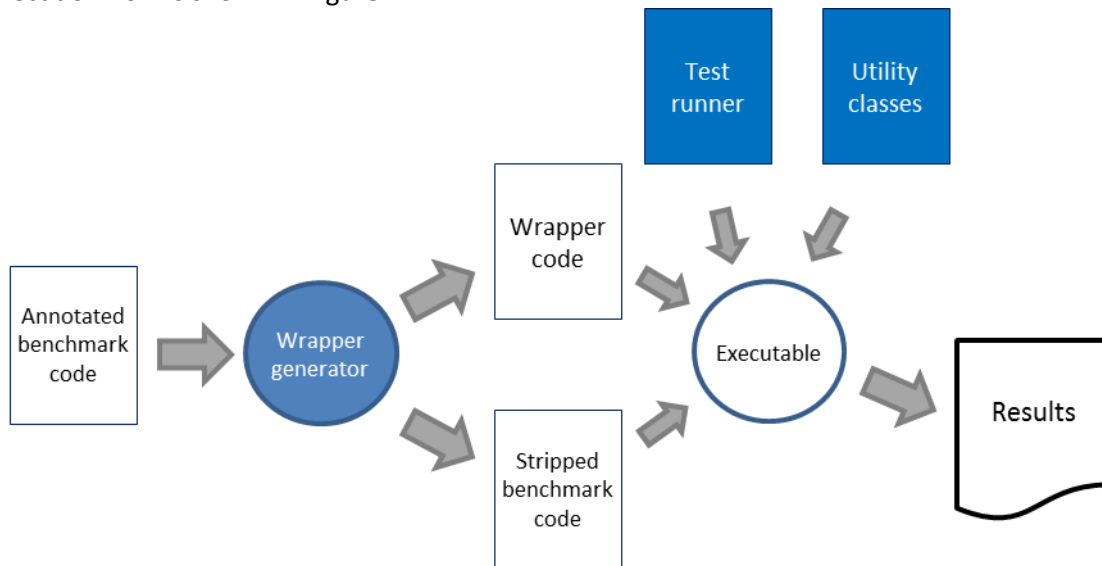 Test
runner
Utility
classes
Wrapper
code
Annotated
benchmark
code
Wrapper
generator
Executable
Results
Stripped
benchmark
code